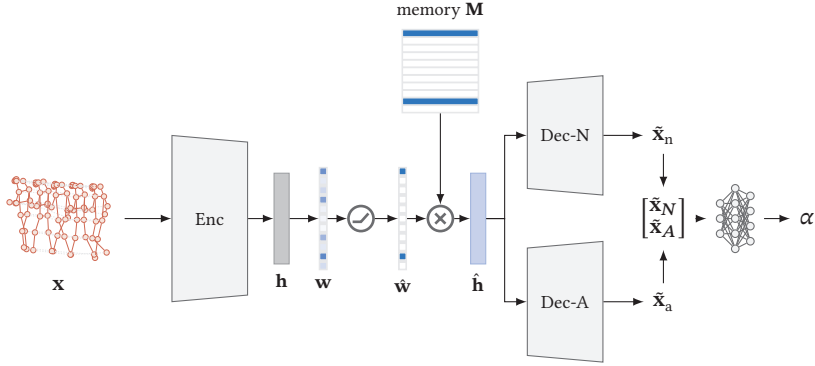 memory M
Dec-N
x̃n
Enc
[x̃N
x̃A]
α
x
h
w
ŵ
ĥ
Dec-A
x̃a